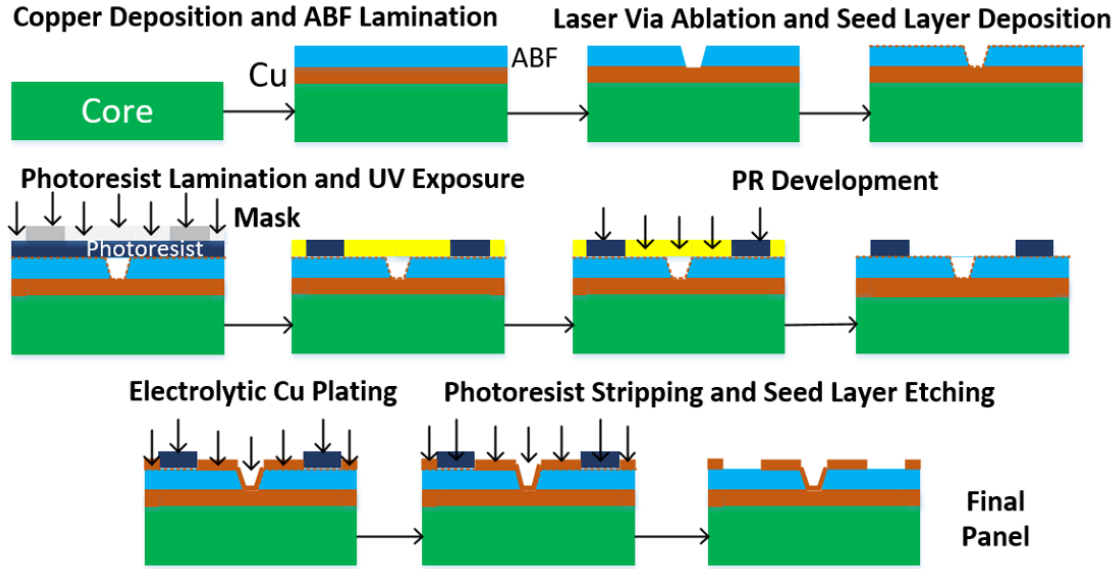 Copper Deposition and ABF Lamination
Laser Via Ablation and Seed Layer Deposition
Cu
ABF
Core
Photoresist Lamination and UV Exposure
PR Development
Mask
Photoresist
Electrolytic Cu Plating
Photoresist Stripping and Seed Layer Etching
Final
Panel